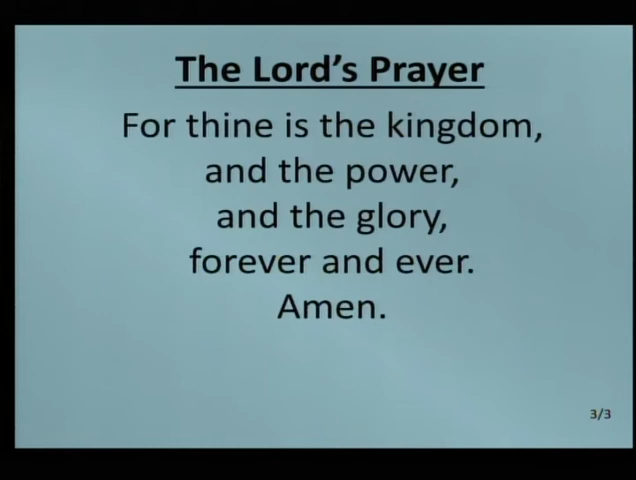 The Lord's Prayer
For thine is the kingdom,
and the power,
and the glory,
forever and ever.
Amen.
3/3